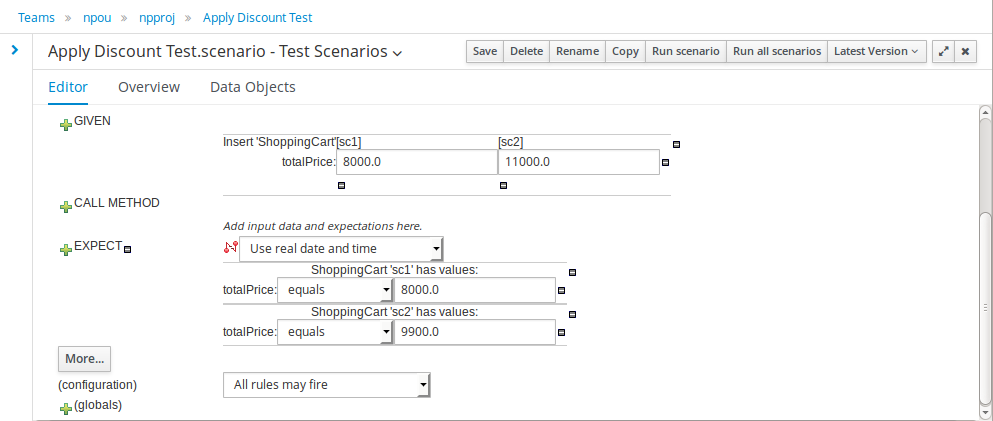 Teams » npou » npproj » Apply Discount Test
Apply Discount Test.scenario - Test Scenarios
Save Delete Rename Copy Run scenario Run all scenarios Latest Version
Editor Overview Data Objects
GIVEN
Insert 'ShoppingCart'[sc1] [sc2]
totalPrice: 8000.0 11000.0
CALL METHOD
Add input data and expectations here.
EXPECT Use real date and time
ShoppingCart 'sc1' has values:
totalPrice: equals 8000.0
ShoppingCart 'sc2' has values:
totalPrice: equals 9900.0
More...
(configuration) All rules may fire
(globals)